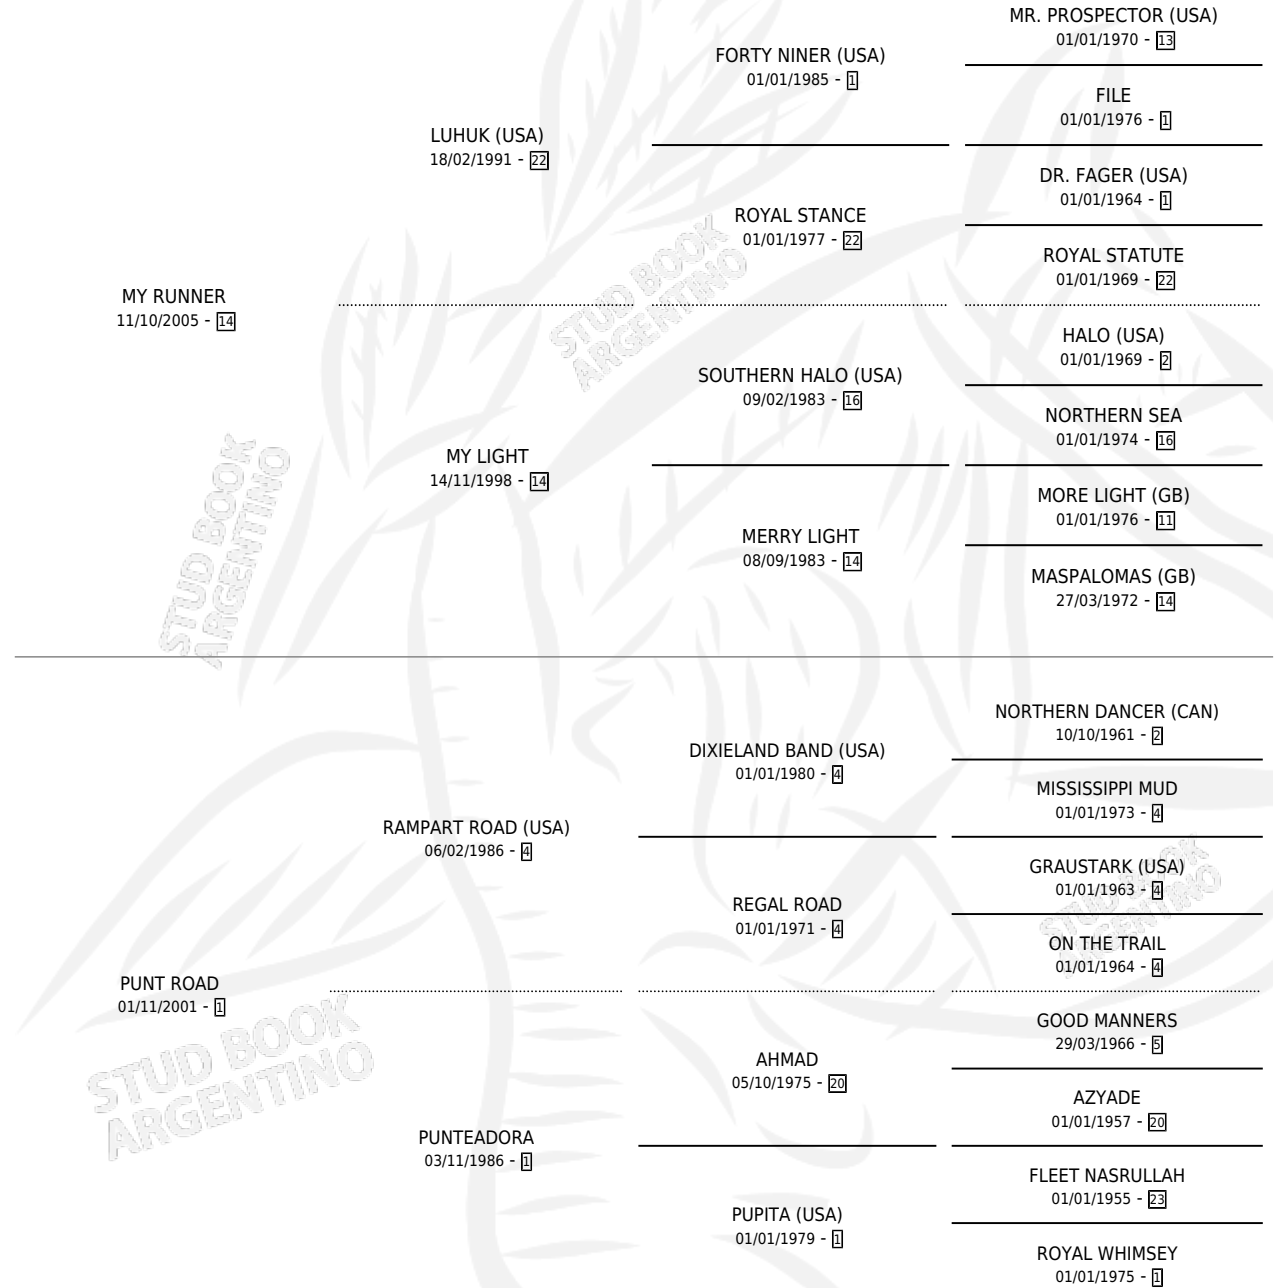 MR. PROSPECTOR (USA)
01/01/1970 - 13
FORTY NINER (USA)
01/01/1985 - 1
FILE
01/01/1976 - 1
LUHUK (USA)
18/02/1991 - 22
DR. FAGER (USA)
01/01/1964 - 1
ROYAL STANCE
01/01/1977 - 22
ROYAL STATUTE
01/01/1969 - 22
MY RUNNER
11/10/2005 - 14
HALO (USA)
01/01/1969 - 2
SOUTHERN HALO (USA)
09/02/1983 - 16
NORTHERN SEA
01/01/1974 - 16
MY LIGHT
14/11/1998 - 14
MORE LIGHT (GB)
01/01/1976 - 11
MERRY LIGHT
08/09/1983 - 14
MASPALOMAS (GB)
27/03/1972 - 14
STUD BOOK
ARGENTINO
STUD BOOK
ARGENTINO
NORTHERN DANCER (CAN)
10/10/1961 - 2
DIXIELAND BAND (USA)
01/01/1980 - 4
MISSISSIPPI MUD
01/01/1973 - 4
RAMPART ROAD (USA)
06/02/1986 - 4
GRAUSTARK (USA)
01/01/1963 - 4
REGAL ROAD
01/01/1971 - 4
ON THE TRAIL
01/01/1964 - 4
PUNT ROAD
01/11/2001 - 1
GOOD MANNERS
29/03/1966 - 5
AHMAD
05/10/1975 - 20
AZYADE
01/01/1957 - 20
PUNTEADORA
03/11/1986 - 1
FLEET NASRULLAH
01/01/1955 - 23
PUPITA (USA)
01/01/1979 - 1
ROYAL WHIMSEY
01/01/1975 - 1
STUD BOOK
ARGENTINO
STUD BOOK
ARGENTINO